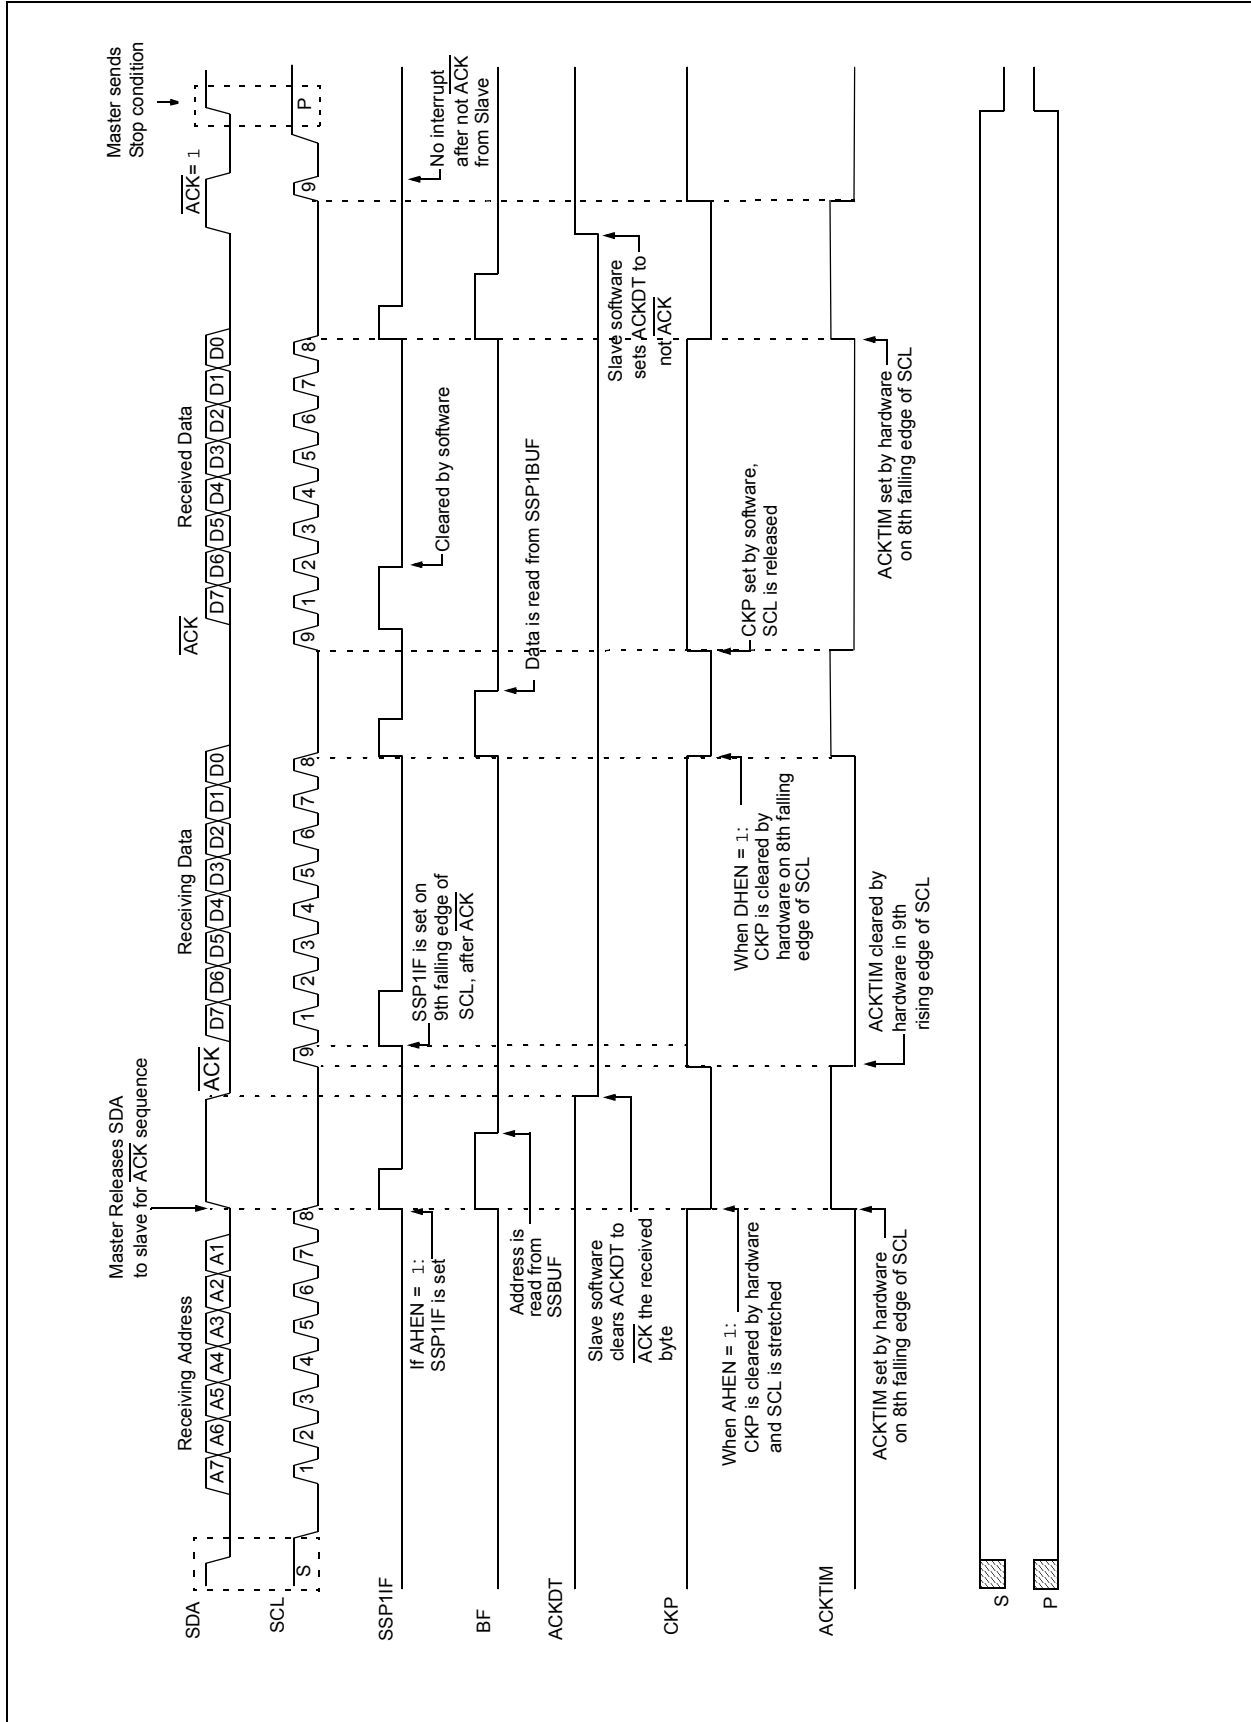 Master Releases SDA
to slave for ACK sequence
Master sends
Stop condition
Receiving Address
Receiving Data
Received Data
ACK
ACK
ACK= 1
SDA
A7 A6 A5 A4 A3 A2 A1
D7 D6 D5 D4 D3 D2 D1 D0
D7 D6 D5 D4 D3 D2 D1 D0
SCL
S
1 2 3 4 5 6 7 8
9
1 2 3 4 5 6 7 8
9
1 2 3 4 5 6 7 8
9
P
SSP1IF
If AHEN = 1:
SSP1IF is set
SSP1IF is set on
9th falling edge of
SCL, after ACK
Cleared by software
No interrupt
after not ACK
from Slave
BF
Address is
read from
SSBUF
Data is read from SSP1BUF
ACKDT
Slave software
clears ACKDT to
ACK the received
byte
Slave software
sets ACKDT to
not ACK
CKP
When AHEN = 1:
CKP is cleared by hardware
and SCL is stretched
When DHEN = 1:
CKP is cleared by
hardware on 8th falling
edge of SCL
CKP set by software,
SCL is released
ACKTIM
ACKTIM set by hardware
on 8th falling edge of SCL
ACKTIM cleared by
hardware in 9th
rising edge of SCL
ACKTIM set by hardware
on 8th falling edge of SCL
S
P